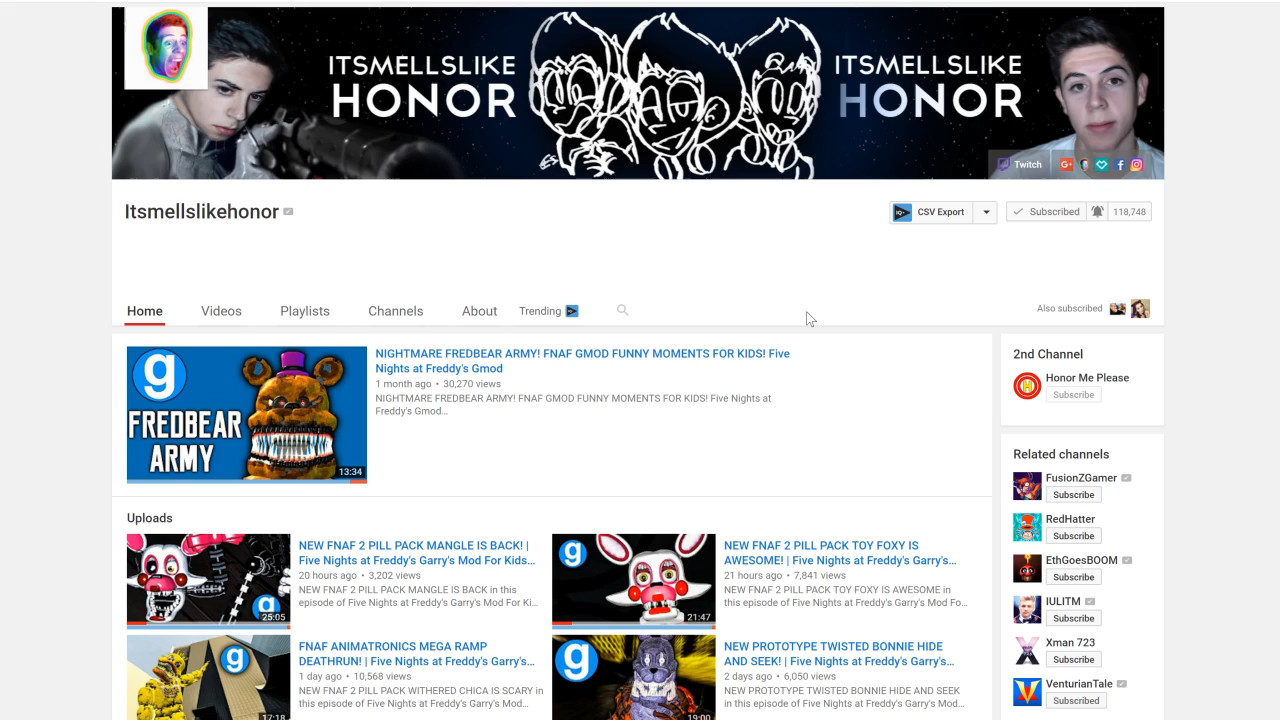 ITSMELLSLIKE
HONOR
ITSMELLSLIKE
HONOR
Twitch
Itsmellslikehonor
CSV Export
Subscribed
118,748
Home
Videos
Playlists
Channels
About
Trending
Also subscribed
g
FREDBEAR
ARMY
13:34
NIGHTMARE FREDBEAR ARMY! FNAF GMOD FUNNY MOMENTS FOR KIDS! Five
Nights at Freddy's Gmod
1 month ago • 30,270 views
NIGHTMARE FREDBEAR ARMY! FNAF GMOD FUNNY MOMENTS FOR KIDS! Five Nights at
Freddy's Gmod...
2nd Channel
Honor Me Please
Subscribe
Uploads
g
25:05
NEW FNAF 2 PILL PACK MANGLE IS BACK! |
Five Nights at Freddy's Garry's Mod For Kids...
20 hours ago • 3,202 views
NEW FNAF 2 PILL PACK MANGLE IS BACK in this
episode of Five Nights at Freddy's Garry's Mod For Ki...
g
21:47
NEW FNAF 2 PILL PACK TOY FOXY IS
AWESOME! | Five Nights at Freddy's Garry's...
21 hours ago • 7,841 views
NEW FNAF 2 PILL PACK TOY FOXY IS AWESOME in
this episode of Five Nights at Freddy's Garry's Mod Fo...
g
17:18
FNAF ANIMATRONICS MEGA RAMP
DEATHRUN! | Five Nights at Freddy's Garry's...
1 day ago • 10,568 views
NEW FNAF 2 PILL PACK WITHERED CHICA IS SCARY in
this episode of Five Nights at Freddy's Garry's Mod...
g
19:00
NEW PROTOTYPE TWISTED BONNIE HIDE
AND SEEK! | Five Nights at Freddy's Garry's...
2 days ago • 6,050 views
NEW PROTOTYPE TWISTED BONNIE HIDE AND SEEK
in this episode of Five Nights at Freddy's Garry's...
Related channels
FusionZGamer
Subscribe
RedHatter
Subscribe
EthGoesBOOM
Subscribe
IULITM
Subscribe
Xman 723
Subscribe
VenturianTale
Subscribed